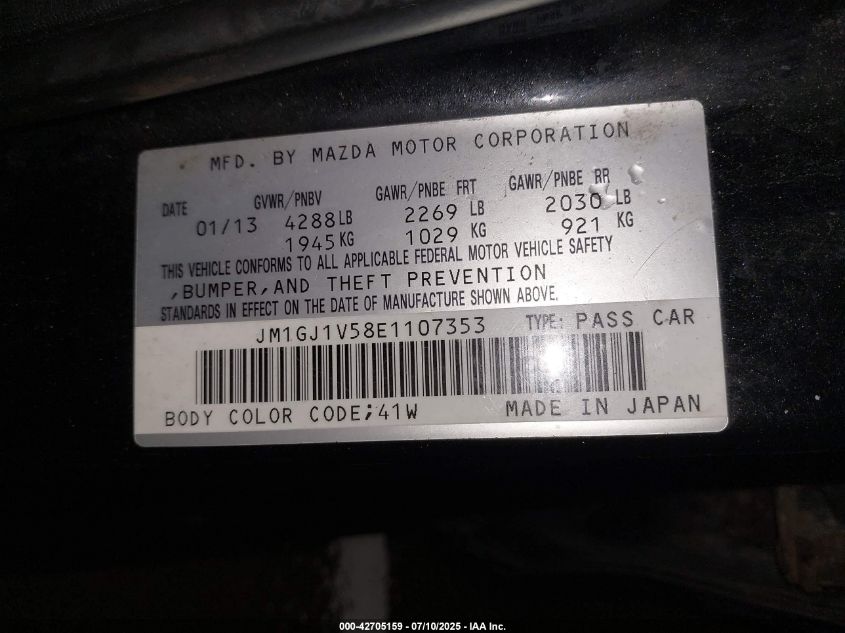 MFD. BY MAZDA MOTOR CORPORATION
DATE GVWR/PNBV GAWR/PNBE FRT GAWR/PNBE RR
01/13 4288 LB 2269 LB 2030 LB
1945 KG 1029 KG 921 KG
THIS VEHICLE CONFORMS TO ALL APPLICABLE FEDERAL MOTOR VEHICLE SAFETY
,BUMPER,AND THEFT PREVENTION
STANDARDS IN EFFECT ON THE DATE OF MANUFACTURE SHOWN ABOVE.
JM1GJ1V58E1107353 TYPE: PASS CAR
BODY COLOR CODE;41W MADE IN JAPAN
000-42705159 - 07/10/2025 - IAA Inc.